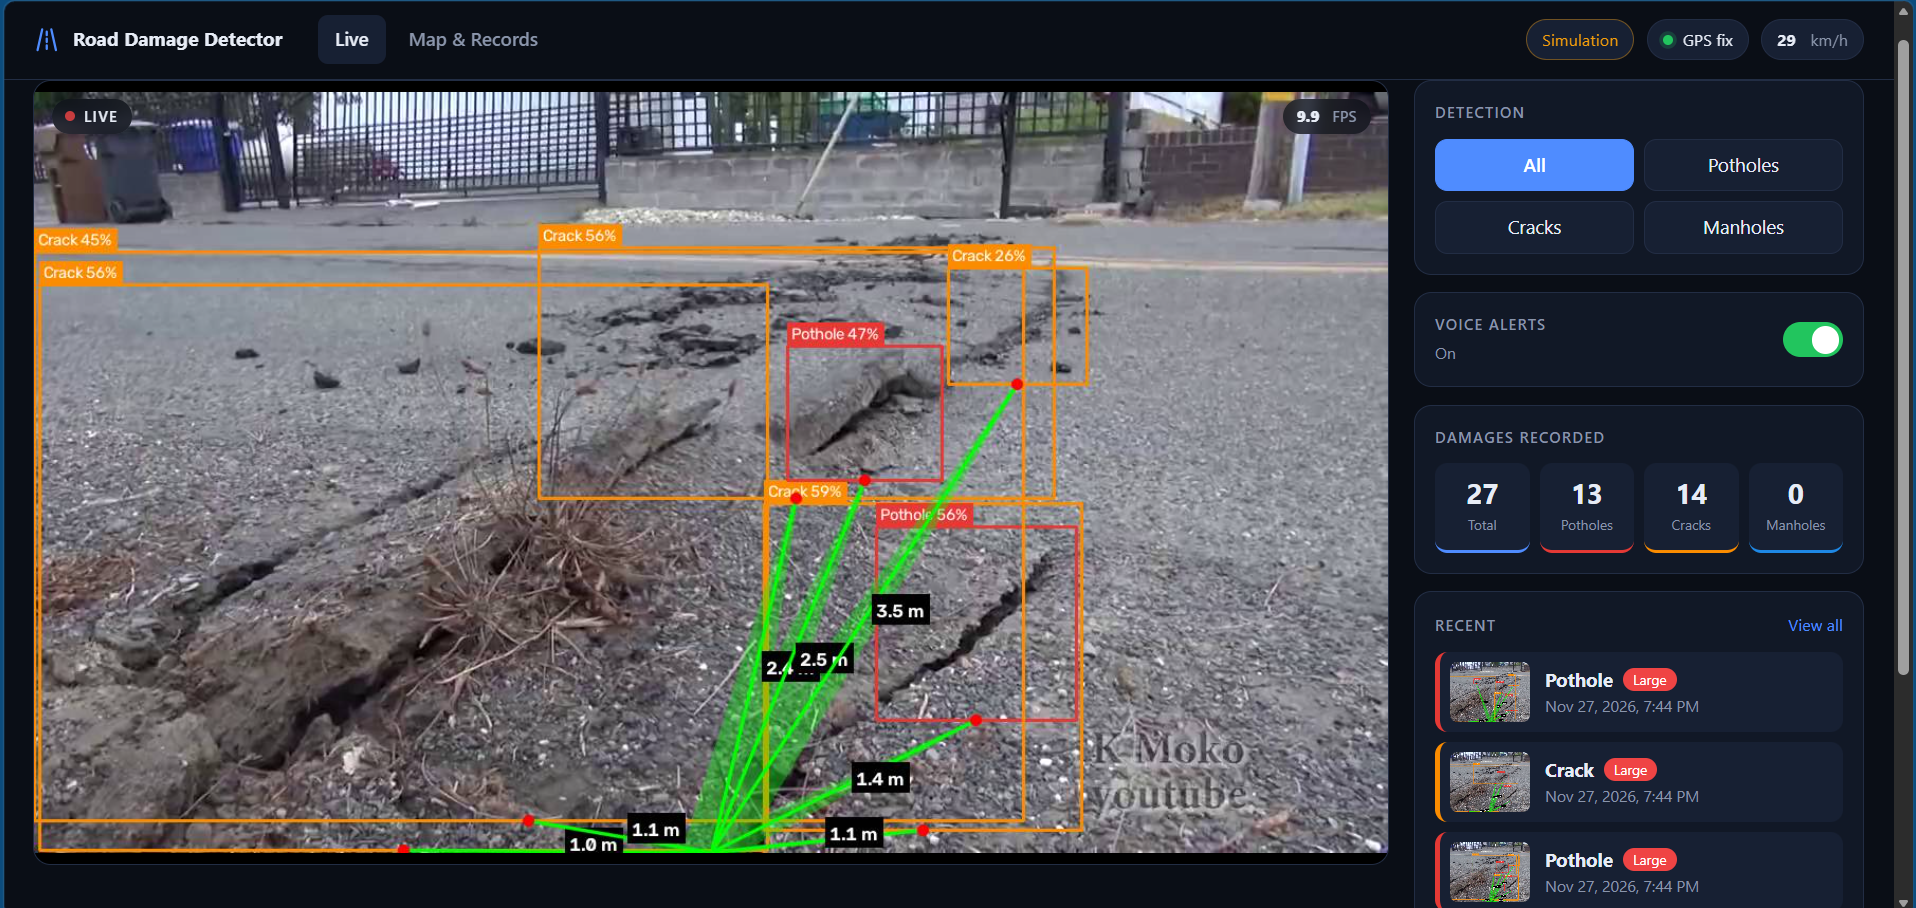 Road Damage Detector
Live
Map & Records
Simulation
GPS fix
29 km/h
LIVE
9.9 FPS
Crack 45%
Crack 56%
Crack 56%
Crack 26%
Pothole 47%
Crack 59%
Pothole 56%
3.5 m
2.5 m
2.4
1.4 m
1.1 m
1.1 m
1.0 m
K Moko
youtube
DETECTION
All
Potholes
Cracks
Manholes
VOICE ALERTS
On
DAMAGES RECORDED
27
13
14
0
Total
Potholes
Cracks
Manholes
RECENT
View all
Pothole Large
Nov 27, 2026, 7:44 PM
Crack Large
Nov 27, 2026, 7:44 PM
Pothole Large
Nov 27, 2026, 7:44 PM